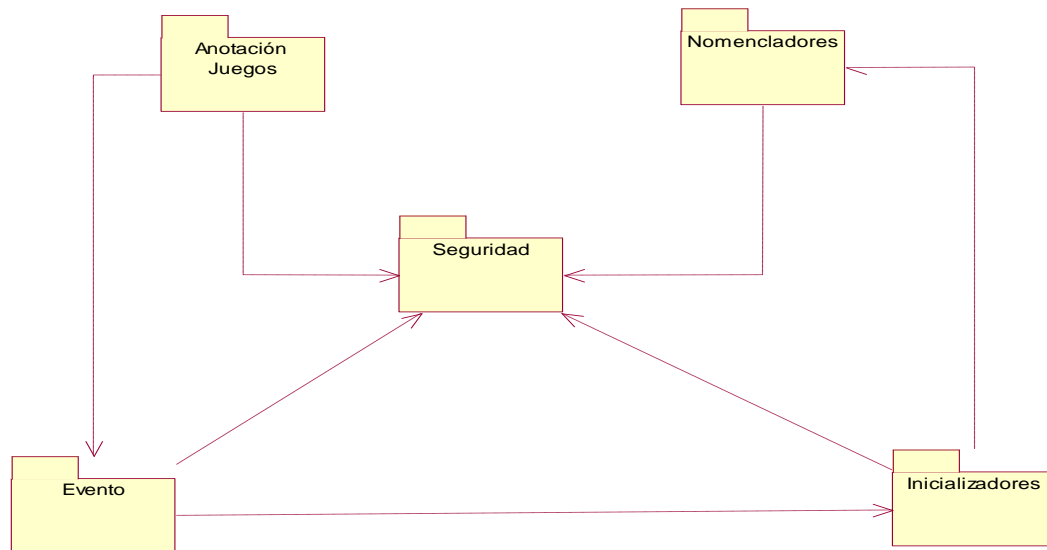 Anotación
Juegos
Nomencladores
Seguridad
Evento
Inicializadores